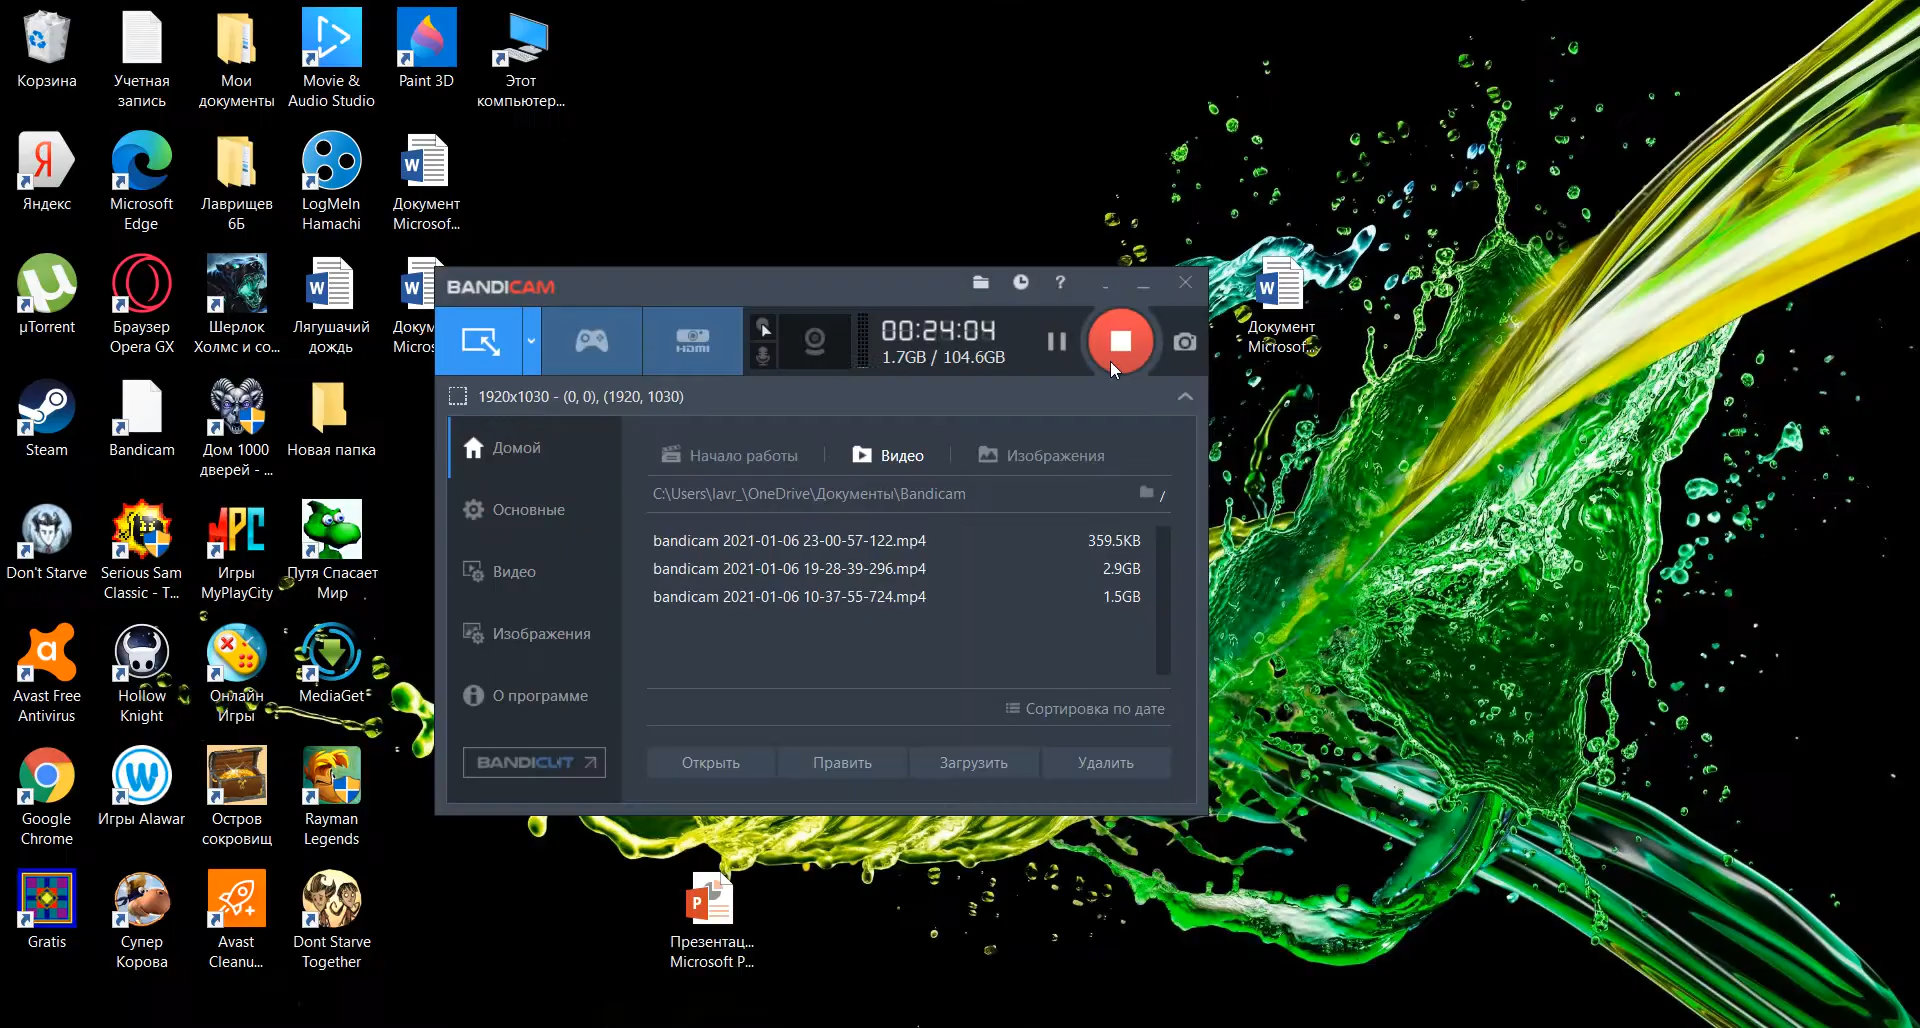 Корзина
Учетная
запись
Мои
документы
Movie &
Audio Studio
Paint 3D
Этот
компьютер...
Яндекс
Microsoft
Edge
Лаврищев
6Б
LogMeIn
Hamachi
Документ
Microsof...
µTorrent
Браузер
Opera GX
Шерлок
Холмс и со...
Лягушачий
дождь
Докум
Micros
Документ
Microsof...
Steam
Bandicam
Дом 1000
дверей - ...
Новая папка
Don't Starve
Serious Sam
Classic - T...
Игры
MyPlayCity
Путя Спасает
Мир
Avast Free
Antivirus
Hollow
Knight
Онлайн
Игры
MediaGet
Google
Chrome
Игры Alawar
Остров
сокровищ
Rayman
Legends
Gratis
Супер
Корова
Avast
Cleanu...
Dont Starve
Together
Презентац...
Microsoft P...
BANDICAM
HDMI
00:24:04
1.7GB / 104.6GB
1920x1030 - (0, 0), (1920, 1030)
Домой
Основные
Видео
Изображения
О программе
BANDICUT
Начало работы
Видео
Изображения
C:\Users\lavr_\OneDrive\Документы\Bandicam
bandicam 2021-01-06 23-00-57-122.mp4 359.5KB
bandicam 2021-01-06 19-28-39-296.mp4 2.9GB
bandicam 2021-01-06 10-37-55-724.mp4 1.5GB
Сортировка по дате
Открыть
Править
Загрузить
Удалить